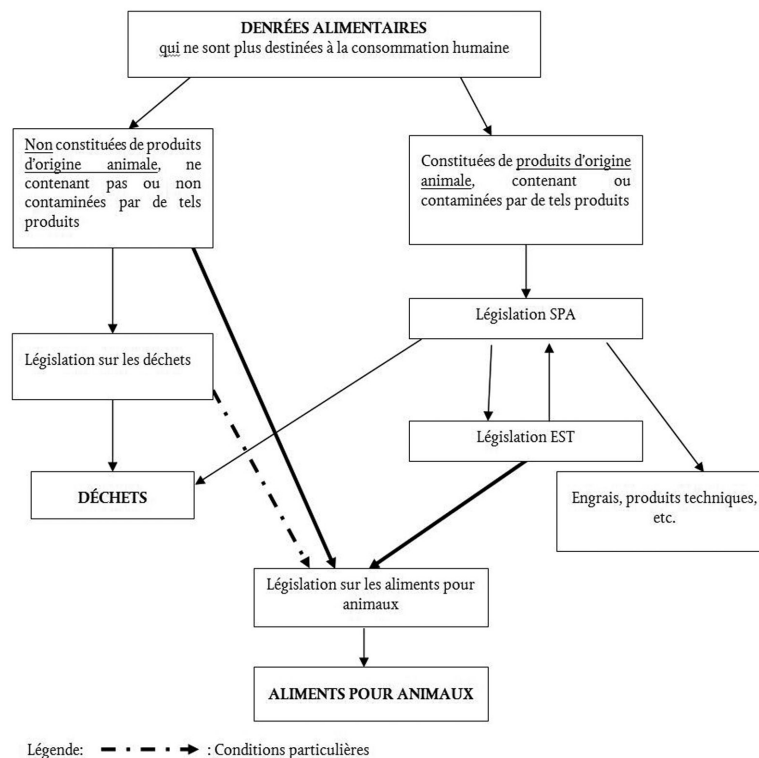 DENRÉES ALIMENTAIRES
qui ne sont plus destinées à la consommation humaine
Non constituées de produits
d'origine animale, ne
contenant pas ou non
contaminées par de tels
produits
Constituées de produits d'origine
animale, contenant ou
contaminées par de tels produits
Législation SPA
Législation sur les déchets
Législation EST
DÉCHETS
Engrais, produits techniques,
etc.
Législation sur les aliments pour
animaux
ALIMENTS POUR ANIMAUX
Légende: : Conditions particulières